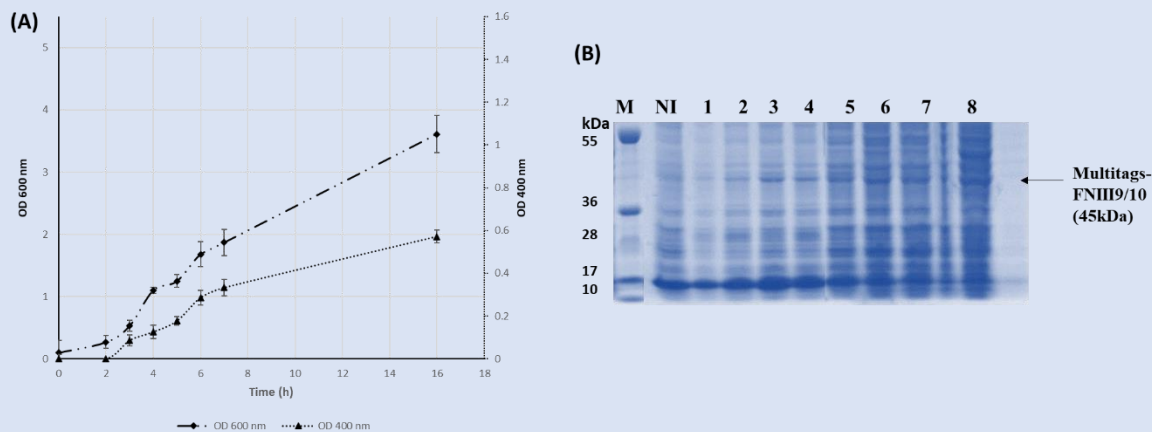 (A)
5
4
3
2
1
0
OD 600 nm
1.6
1.4
1.2
1
0.8
0.6
0.4
0.2
0
OD 400 nm
0 2 4 6 8 10 12 14 16 18
Time (h)
OD 600 nm OD 400 nm
(B)
M NI 1 2 3 4 5 6 7 8
kDa
55
36
28
17
10
Multitags-
FNIII9/10
(45kDa)